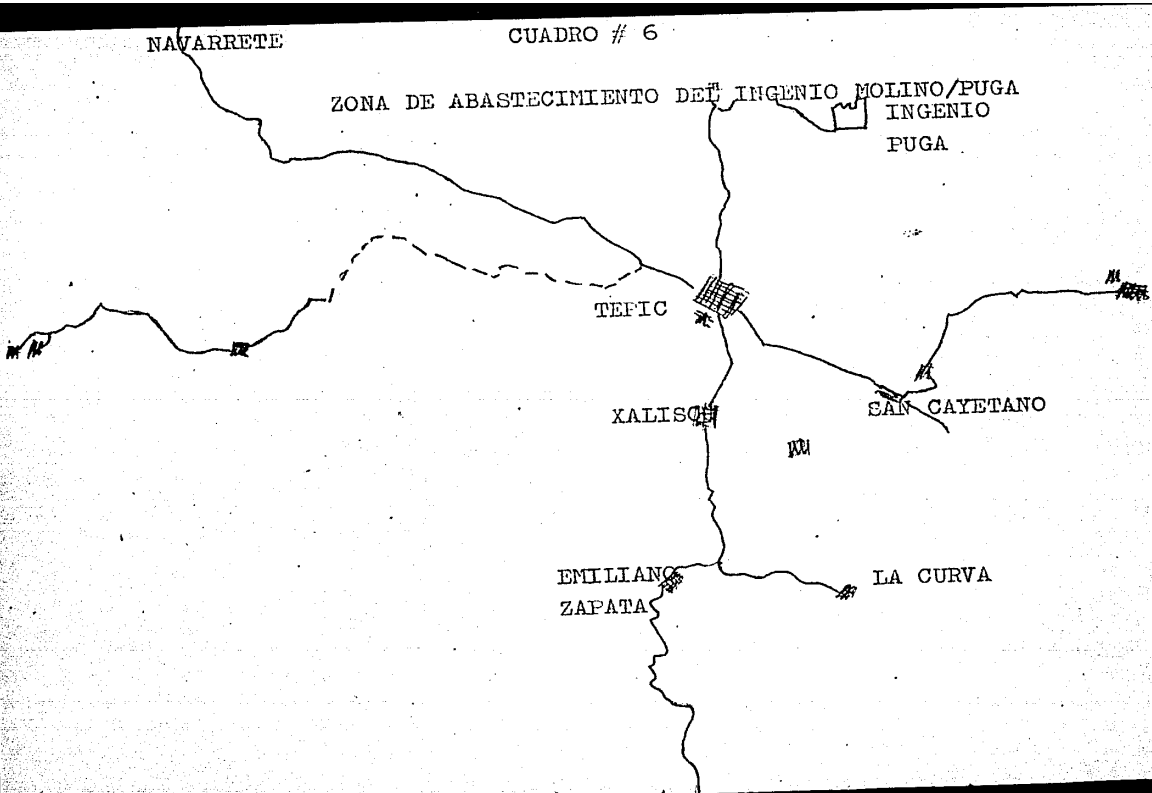 NAVARRETE
CUADRO # 6
ZONA DE ABASTECIMIENTO DEL INGENIO MOLINO/PUGA
INGENIO
PUGA
TEPIC
XALISCO
SAN CAYETANO
EMILIANO
ZAPATA
LA CURVA